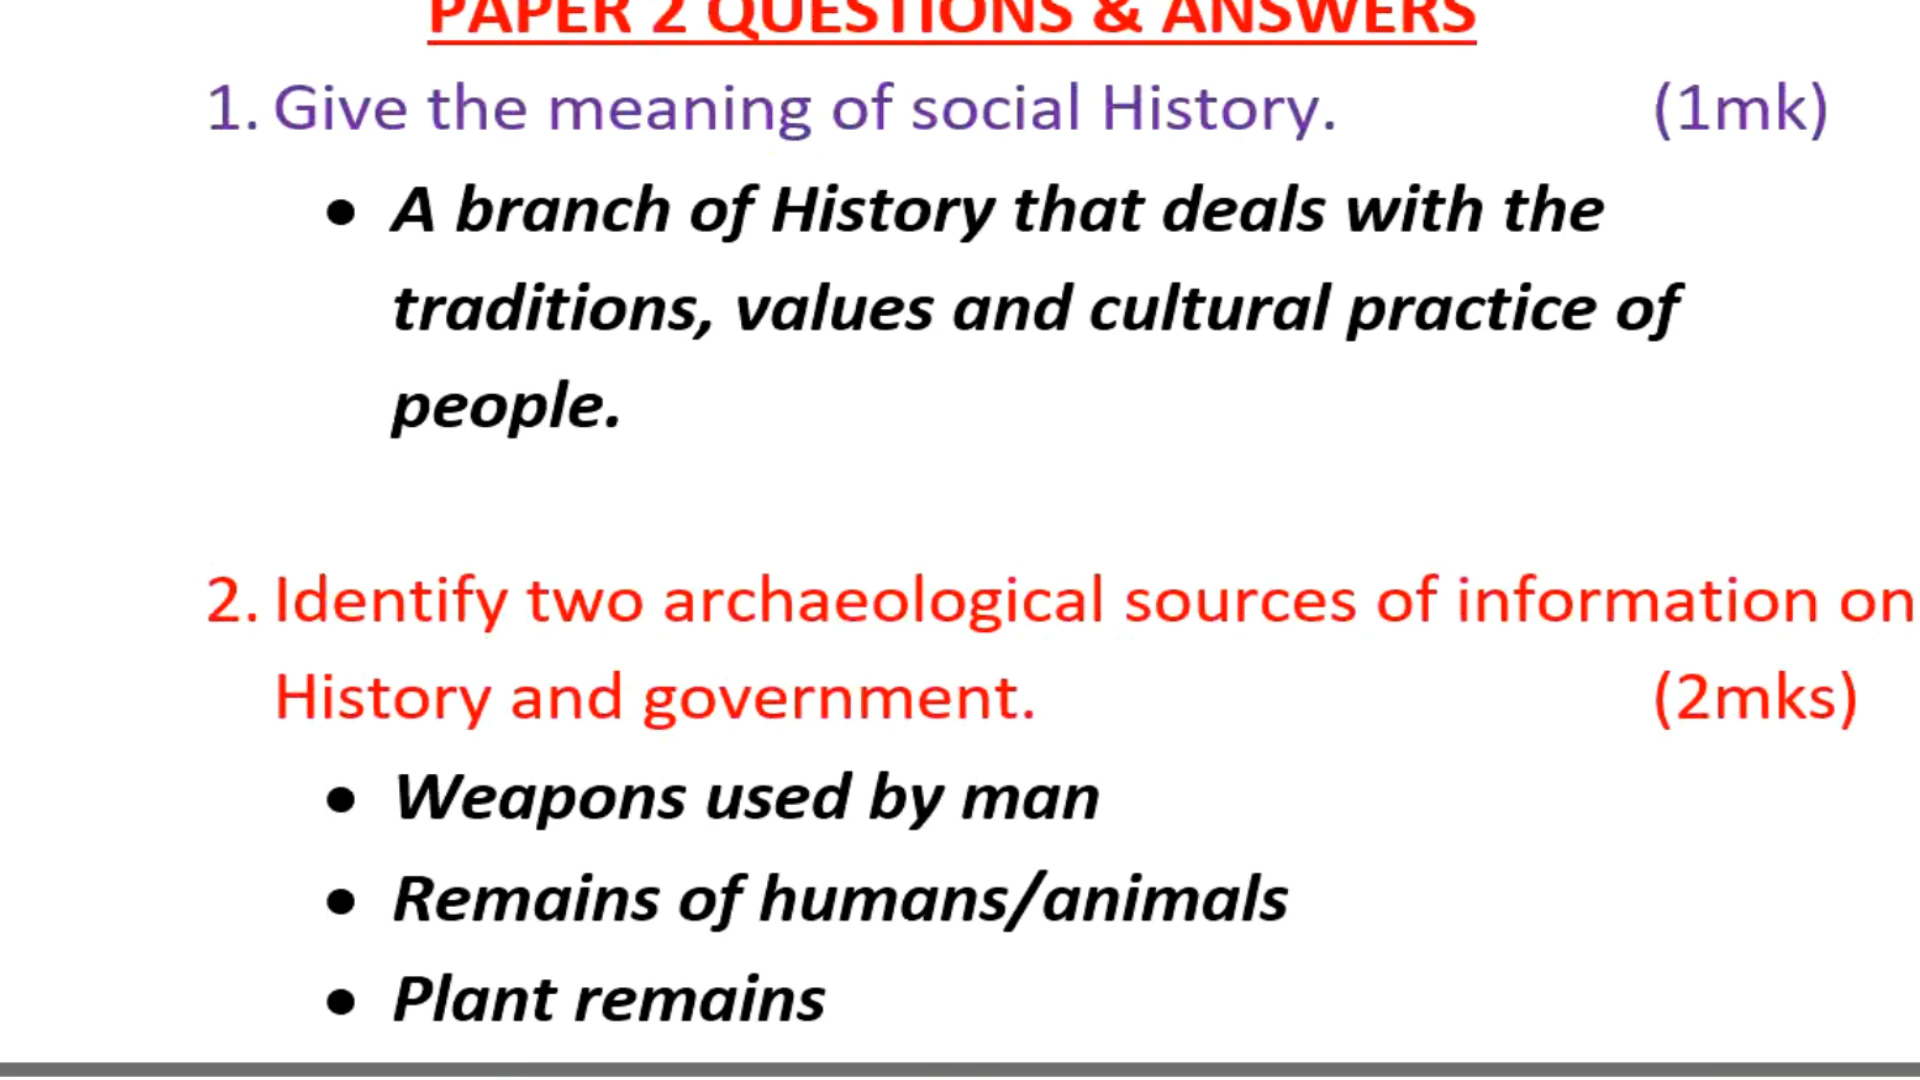 PAPER 2 QUESTIONS & ANSWERS
1. Give the meaning of social History. (1mk)
• A branch of History that deals with the
traditions, values and cultural practice of
people.
2. Identify two archaeological sources of information on
History and government. (2mks)
• Weapons used by man
• Remains of humans/animals
• Plant remains